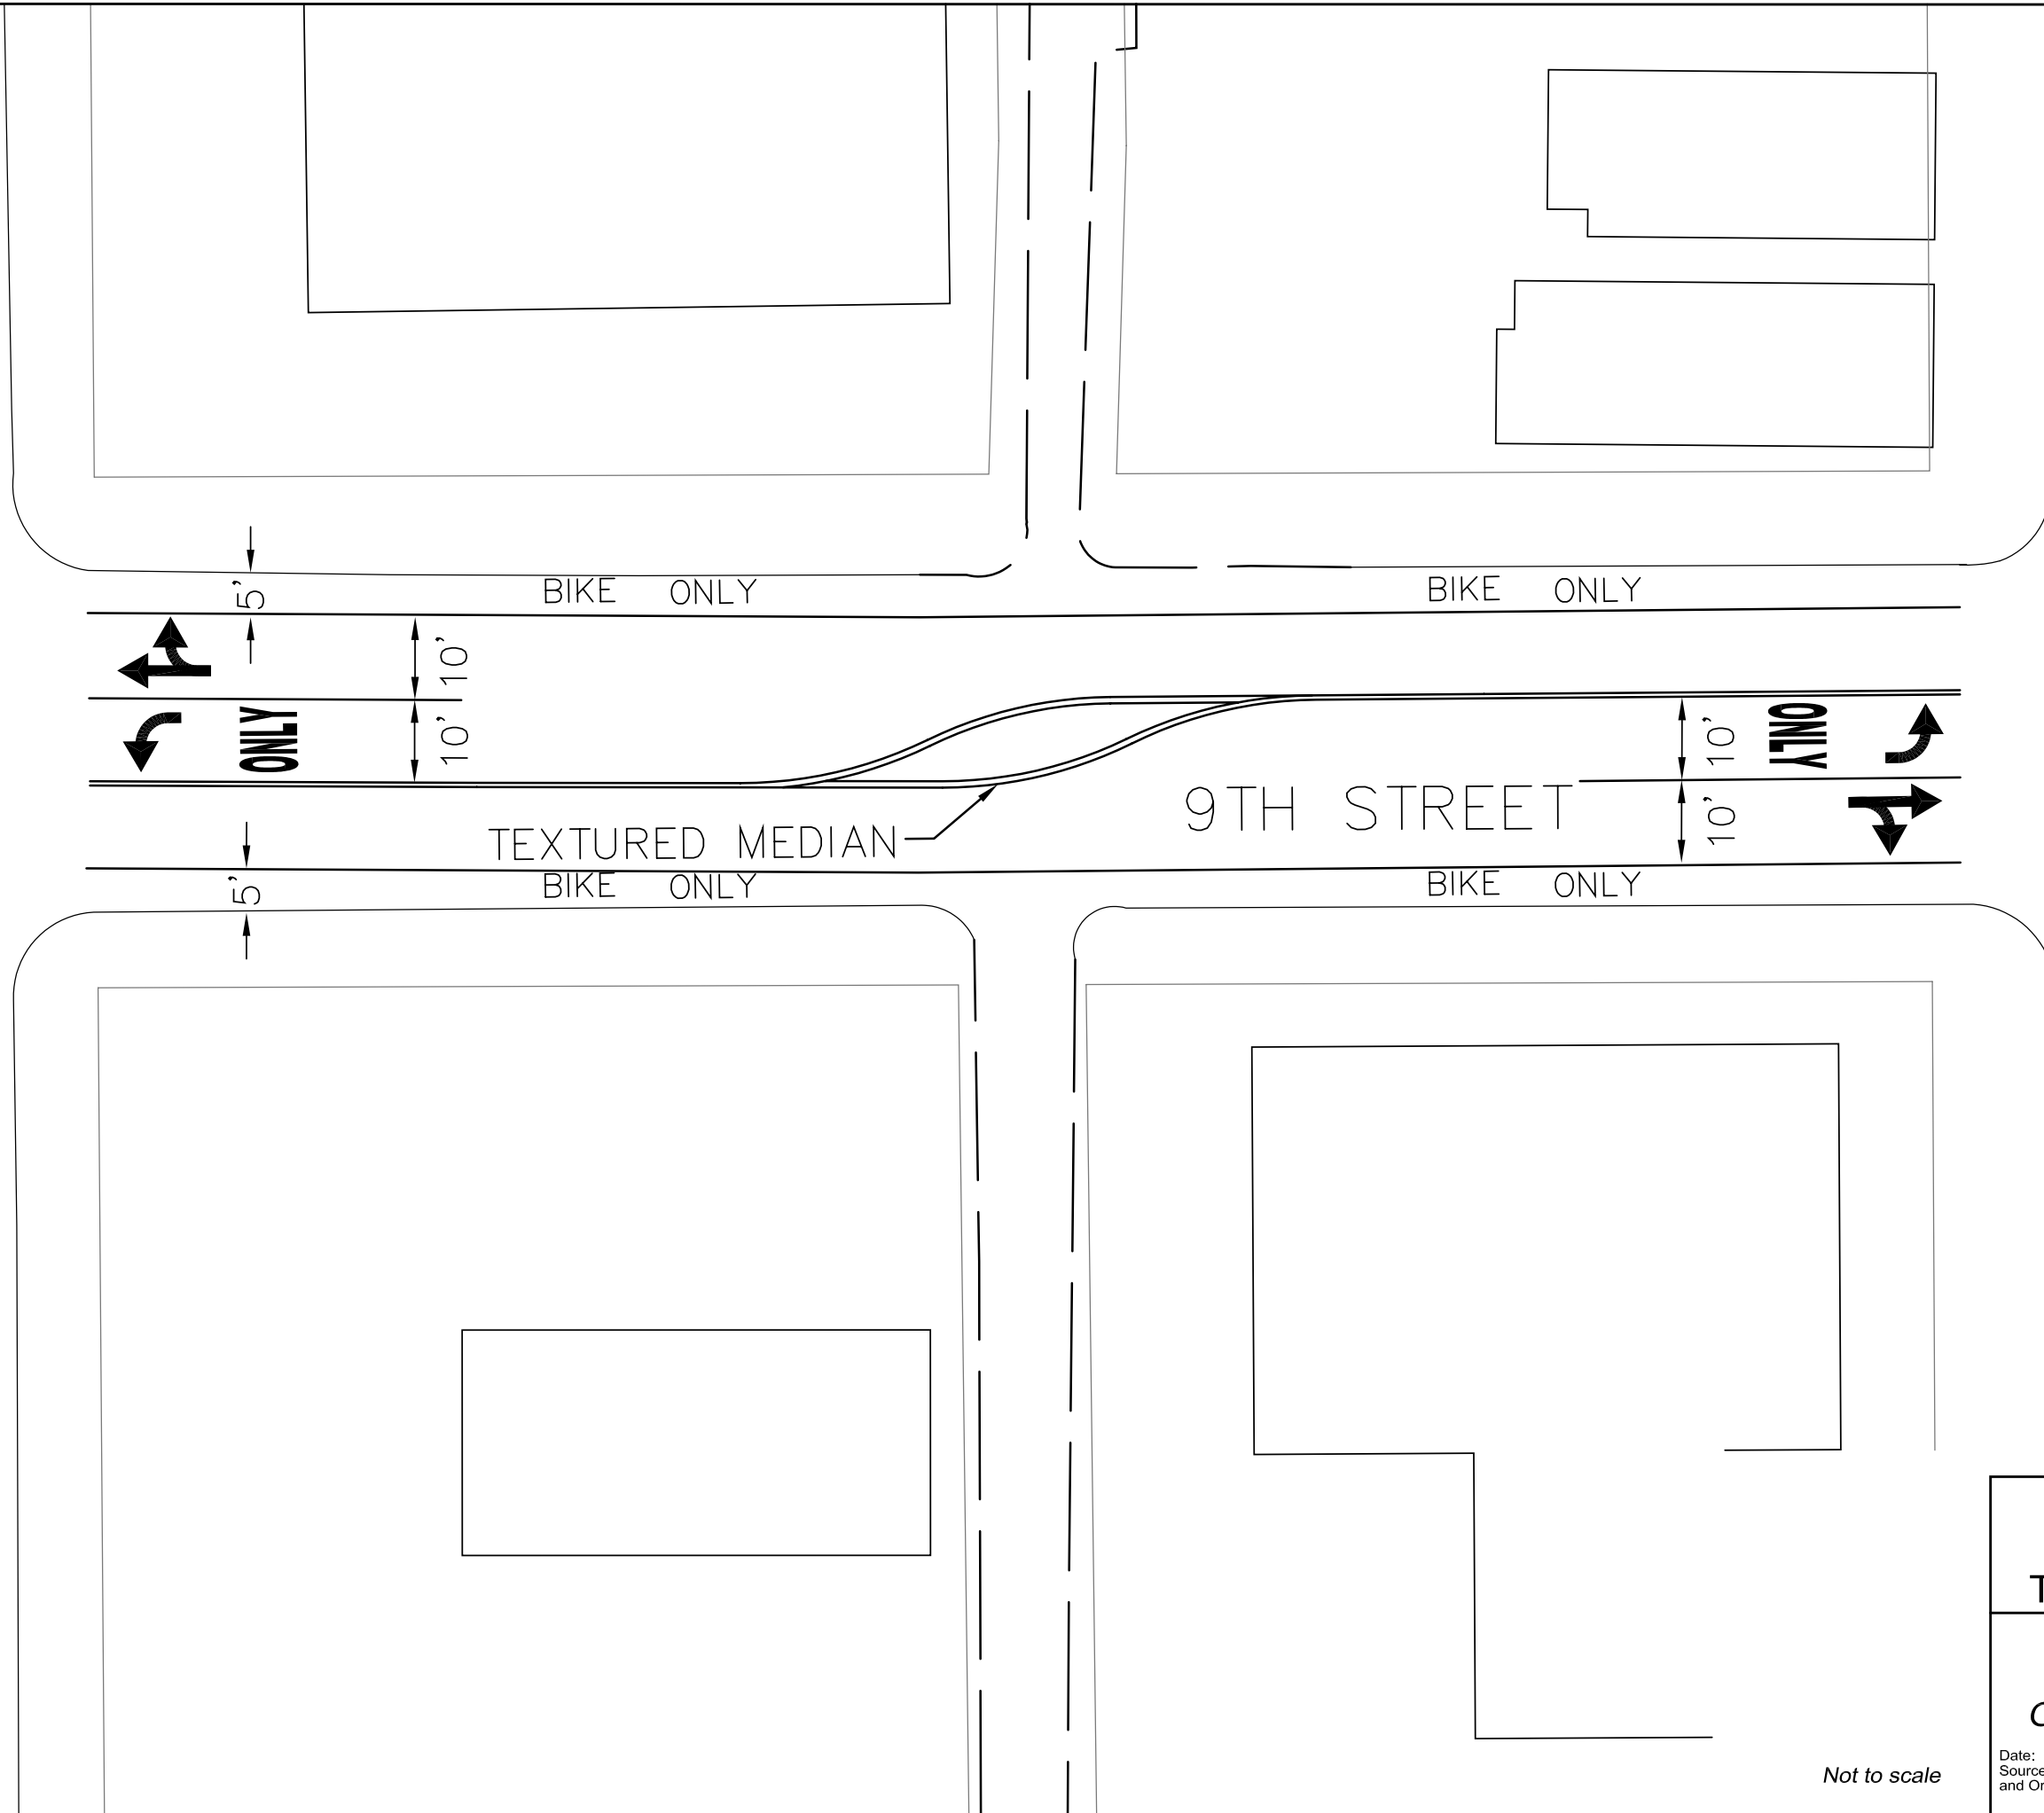 BIKE ONLY
BIKE ONLY
5'
10'
10'
ONLY
10'
ONLY
9TH STREET
10'
TEXTURED MEDIAN
BIKE ONLY
BIKE ONLY
5'
Not to scale
Date: